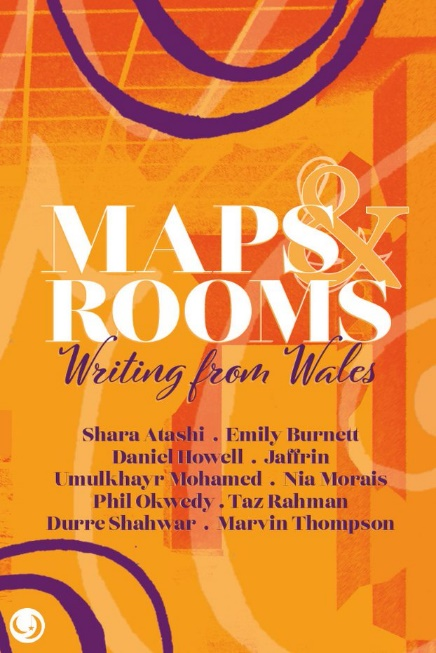 MAPS &
ROOMS
Writing from Wales
Shara Atashi . Emily Burnett
Daniel Howell . Jaffrin
Umulkhayr Mohamed . Nia Morais
Phil Okwedy . Taz Rahman
Durre Shahwar . Marvin Thompson